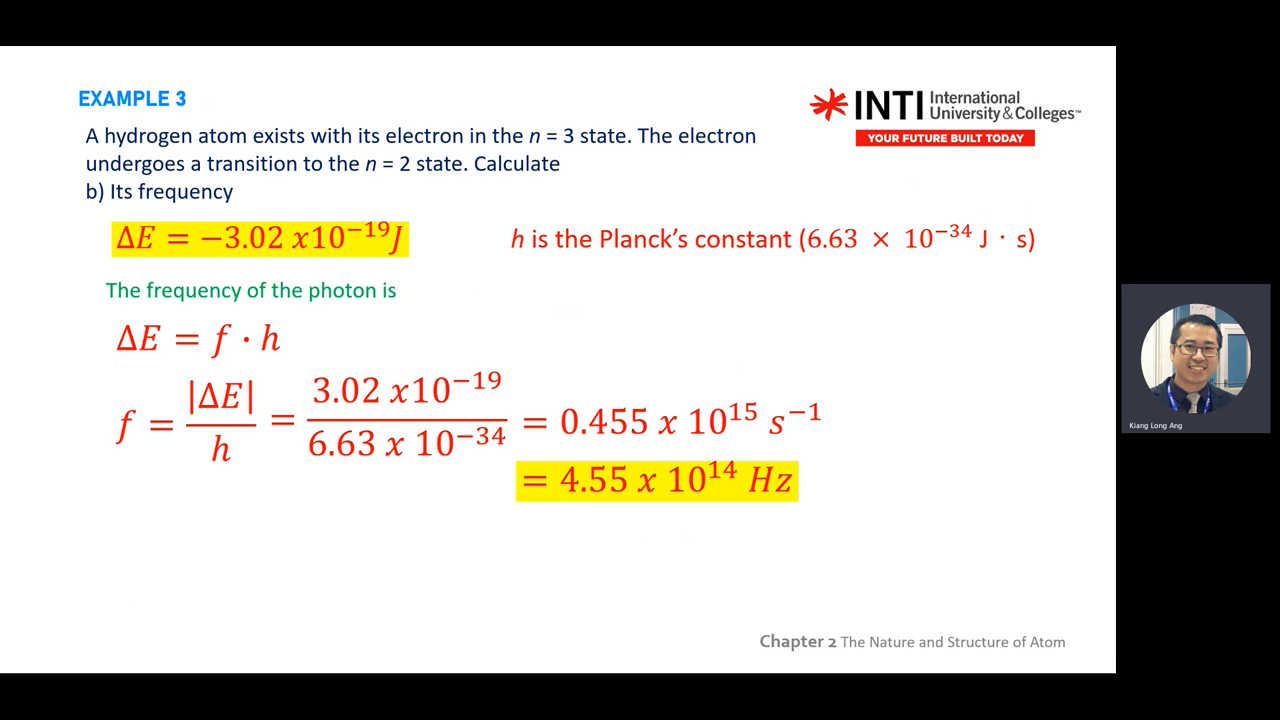 EXAMPLE 3
INTI International University & Colleges™
YOUR FUTURE BUILT TODAY
A hydrogen atom exists with its electron in the n = 3 state. The electron
undergoes a transition to the n = 2 state. Calculate
b) Its frequency
ΔE = −3.02 x10⁻¹⁹J
h is the Planck's constant (6.63 × 10⁻³⁴ J · s)
The frequency of the photon is
ΔE = f · h
f = |ΔE| / h = 3.02 x10⁻¹⁹ / 6.63 x 10⁻³⁴ = 0.455 x 10¹⁵ s⁻¹
= 4.55 x 10¹⁴ Hz
Kiang Long Ang
Chapter 2 The Nature and Structure of Atom